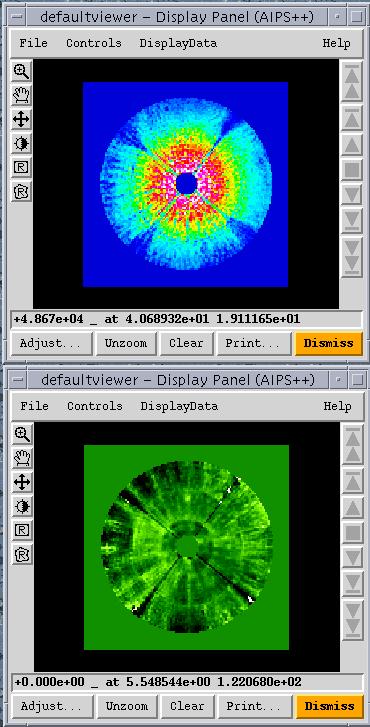 defaultviewer – Display Panel (AIPS++)
File Controls DisplayData Help
R
R
+4.867e+04 _ at 4.068932e+01 1.911165e+01
Adjust... Unzoom Clear Print... Dismiss
defaultviewer – Display Panel (AIPS++)
File Controls DisplayData Help
R
R
+0.000e+00 _ at 5.548544e+00 1.220680e+02
Adjust... Unzoom Clear Print... Dismiss